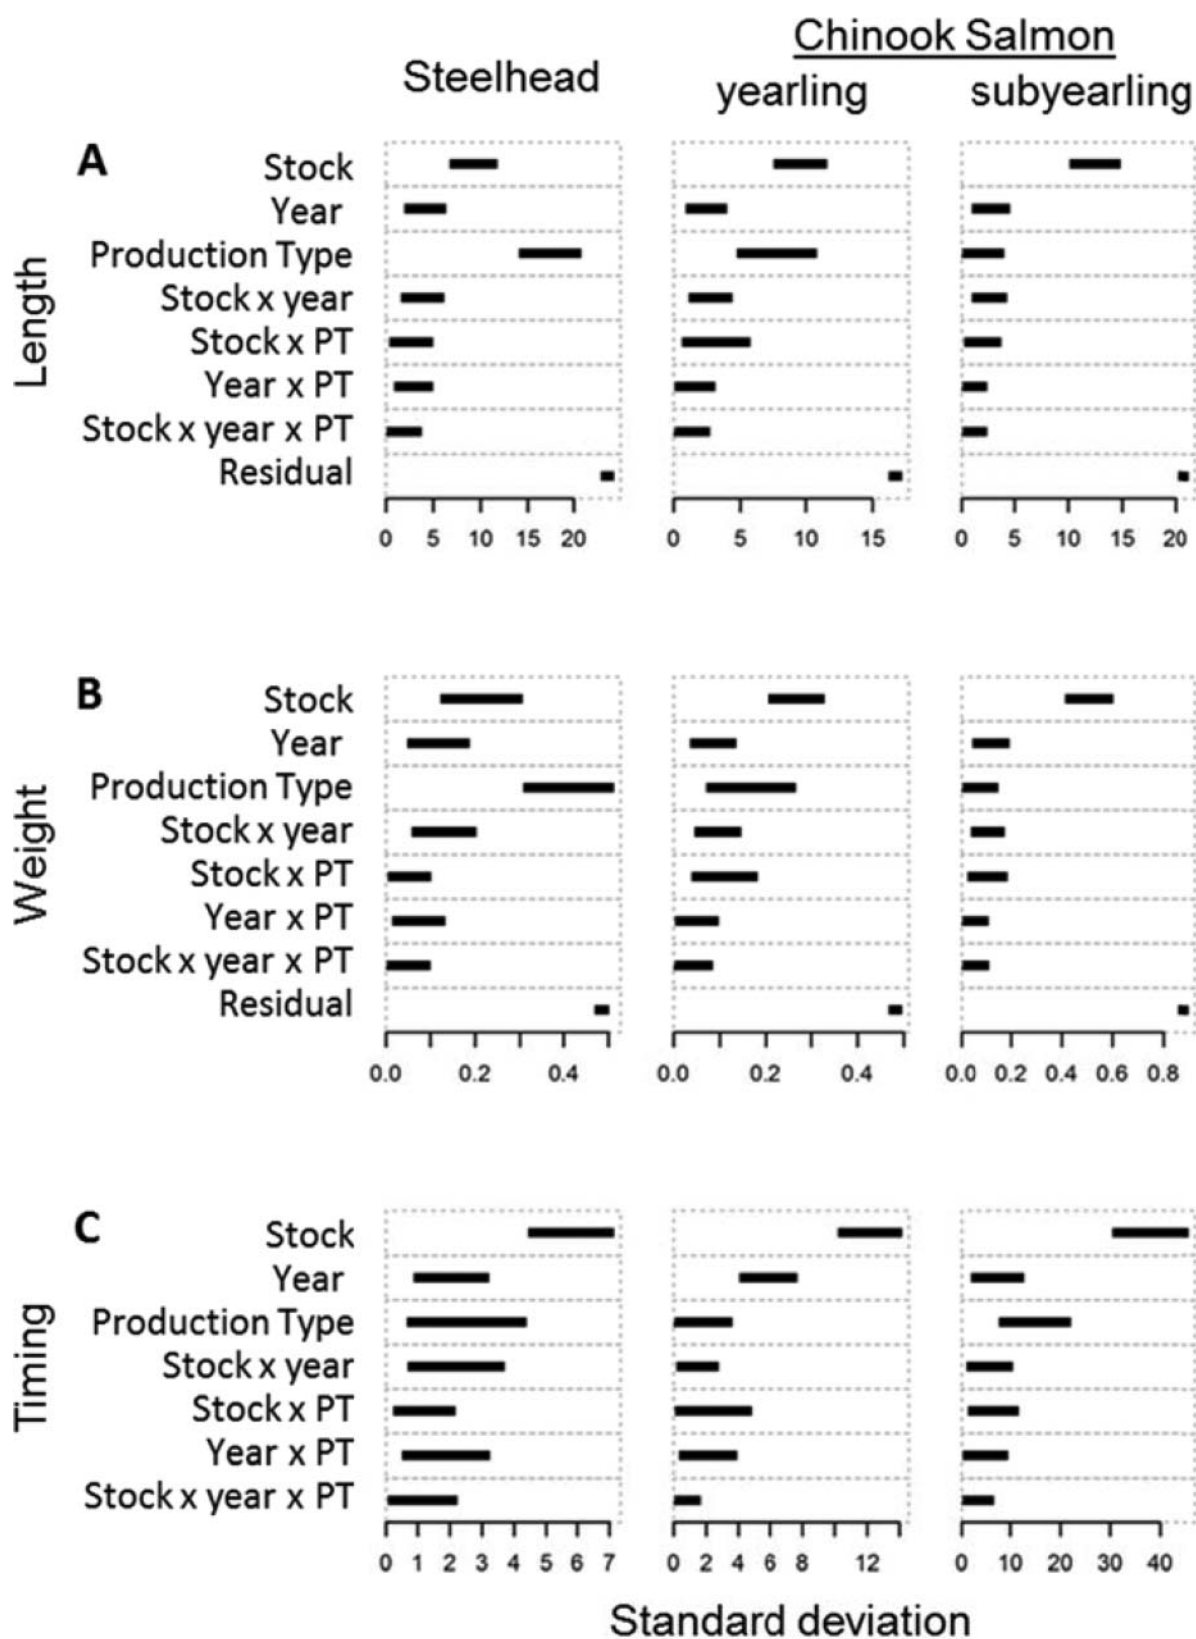 Chinook Salmon
Steelhead yearling subyearling
A
Length
Stock
Year
Production Type
Stock x year
Stock x PT
Year x PT
Stock x year x PT
Residual
0 5 10 15 20 0 5 10 15 0 5 10 15 20
B
Weight
Stock
Year
Production Type
Stock x year
Stock x PT
Year x PT
Stock x year x PT
Residual
0.0 0.2 0.4 0.0 0.2 0.4 0.0 0.2 0.4 0.6 0.8
C
Timing
Stock
Year
Production Type
Stock x year
Stock x PT
Year x PT
Stock x year x PT
0 1 2 3 4 5 6 7 0 2 4 6 8 12 0 10 20 30 40
Standard deviation